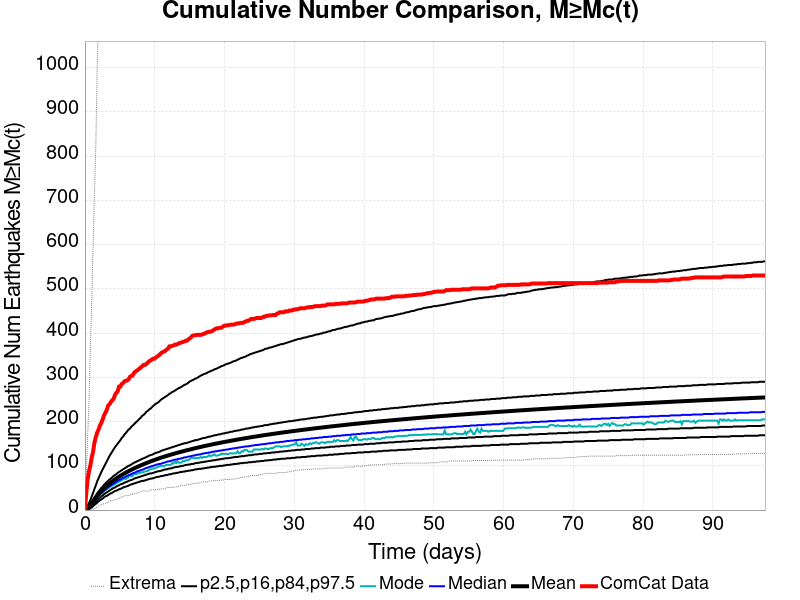 Cumulative Number Comparison, M≥Mc(t)
Cumulative Num Earthquakes M≥Mc(t)
1000
900
800
700
600
500
400
300
200
100
0
0 10 20 30 40 50 60 70 80 90
Time (days)
Extrema p2.5,p16,p84,p97.5 Mode Median Mean ComCat Data